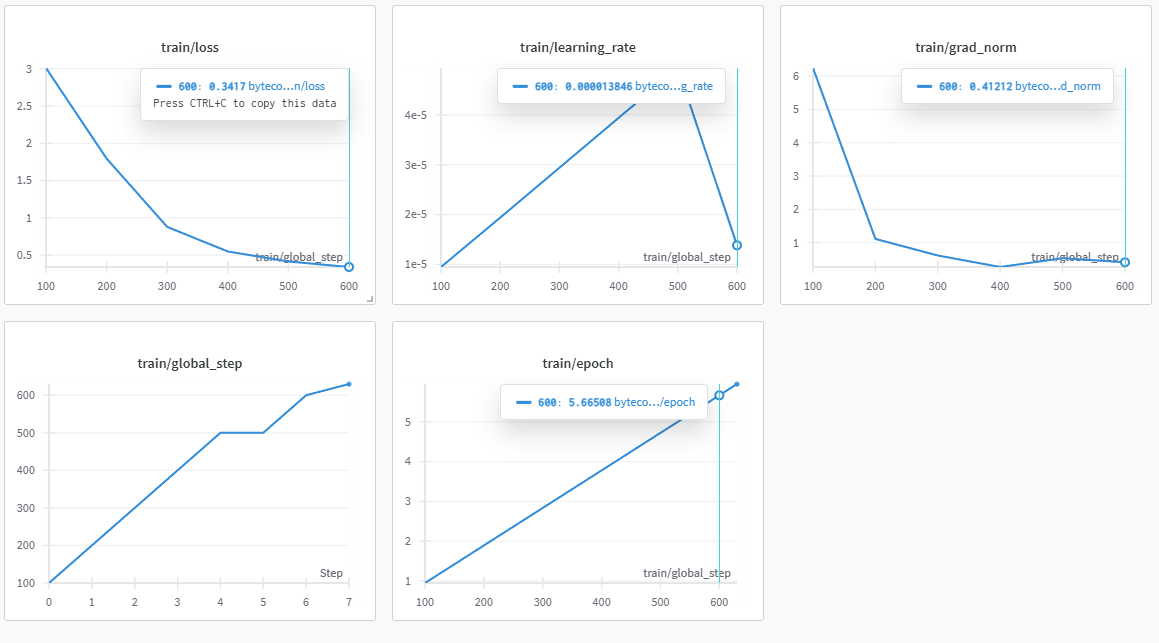 train/loss
600: 0.3417 byteco...n/loss
Press CTRL+C to copy this data
3
2.5
2
1.5
1
0.5
train/global_step
100 200 300 400 500 600
train/learning_rate
600: 0.000013846 byteco...g_rate
4e-5
3e-5
2e-5
1e-5
train/global_step
100 200 300 400 500 600
train/grad_norm
600: 0.41212 byteco...d_norm
6
5
4
3
2
1
train/global_step
100 200 300 400 500 600
train/global_step
600
500
400
300
200
100
Step
0 1 2 3 4 5 6 7
train/epoch
600: 5.66508 byteco.../epoch
5
4
3
2
1
train/global_step
100 200 300 400 500 600